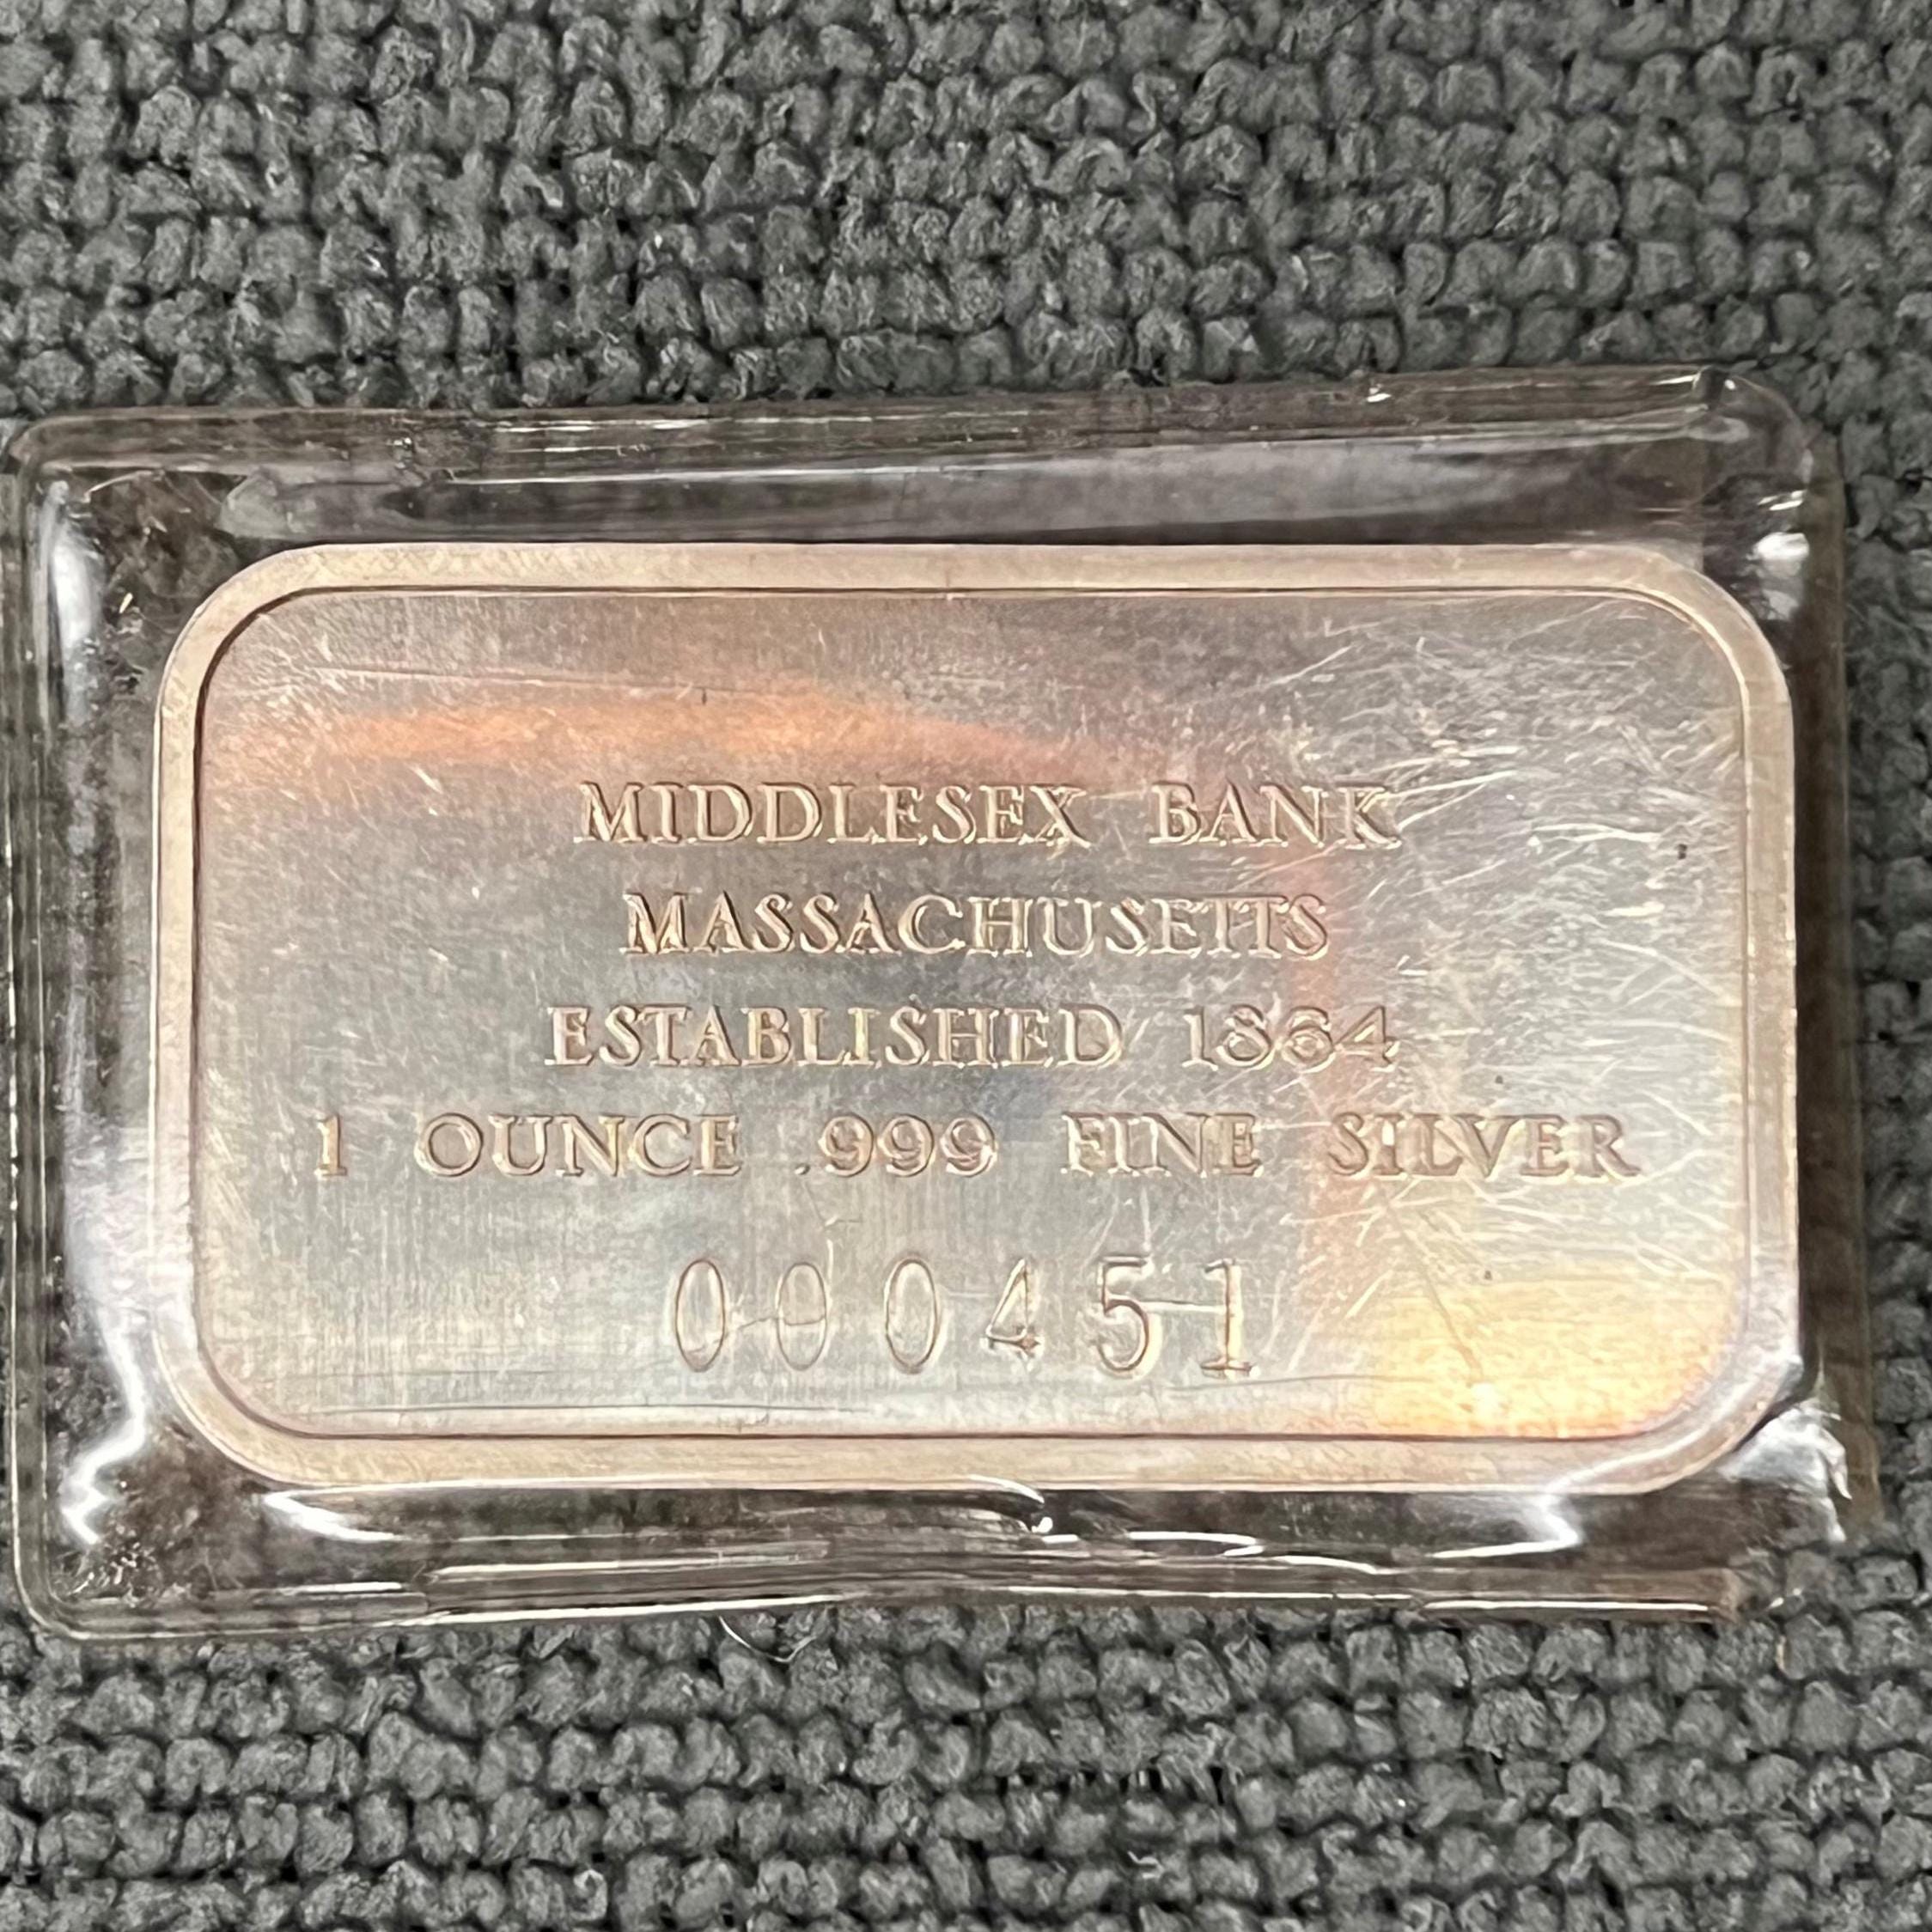 MIDDLESEX BANK
MASSACHUSETTS
ESTABLISHED 1864
1 OUNCE .999 FINE SILVER
000451